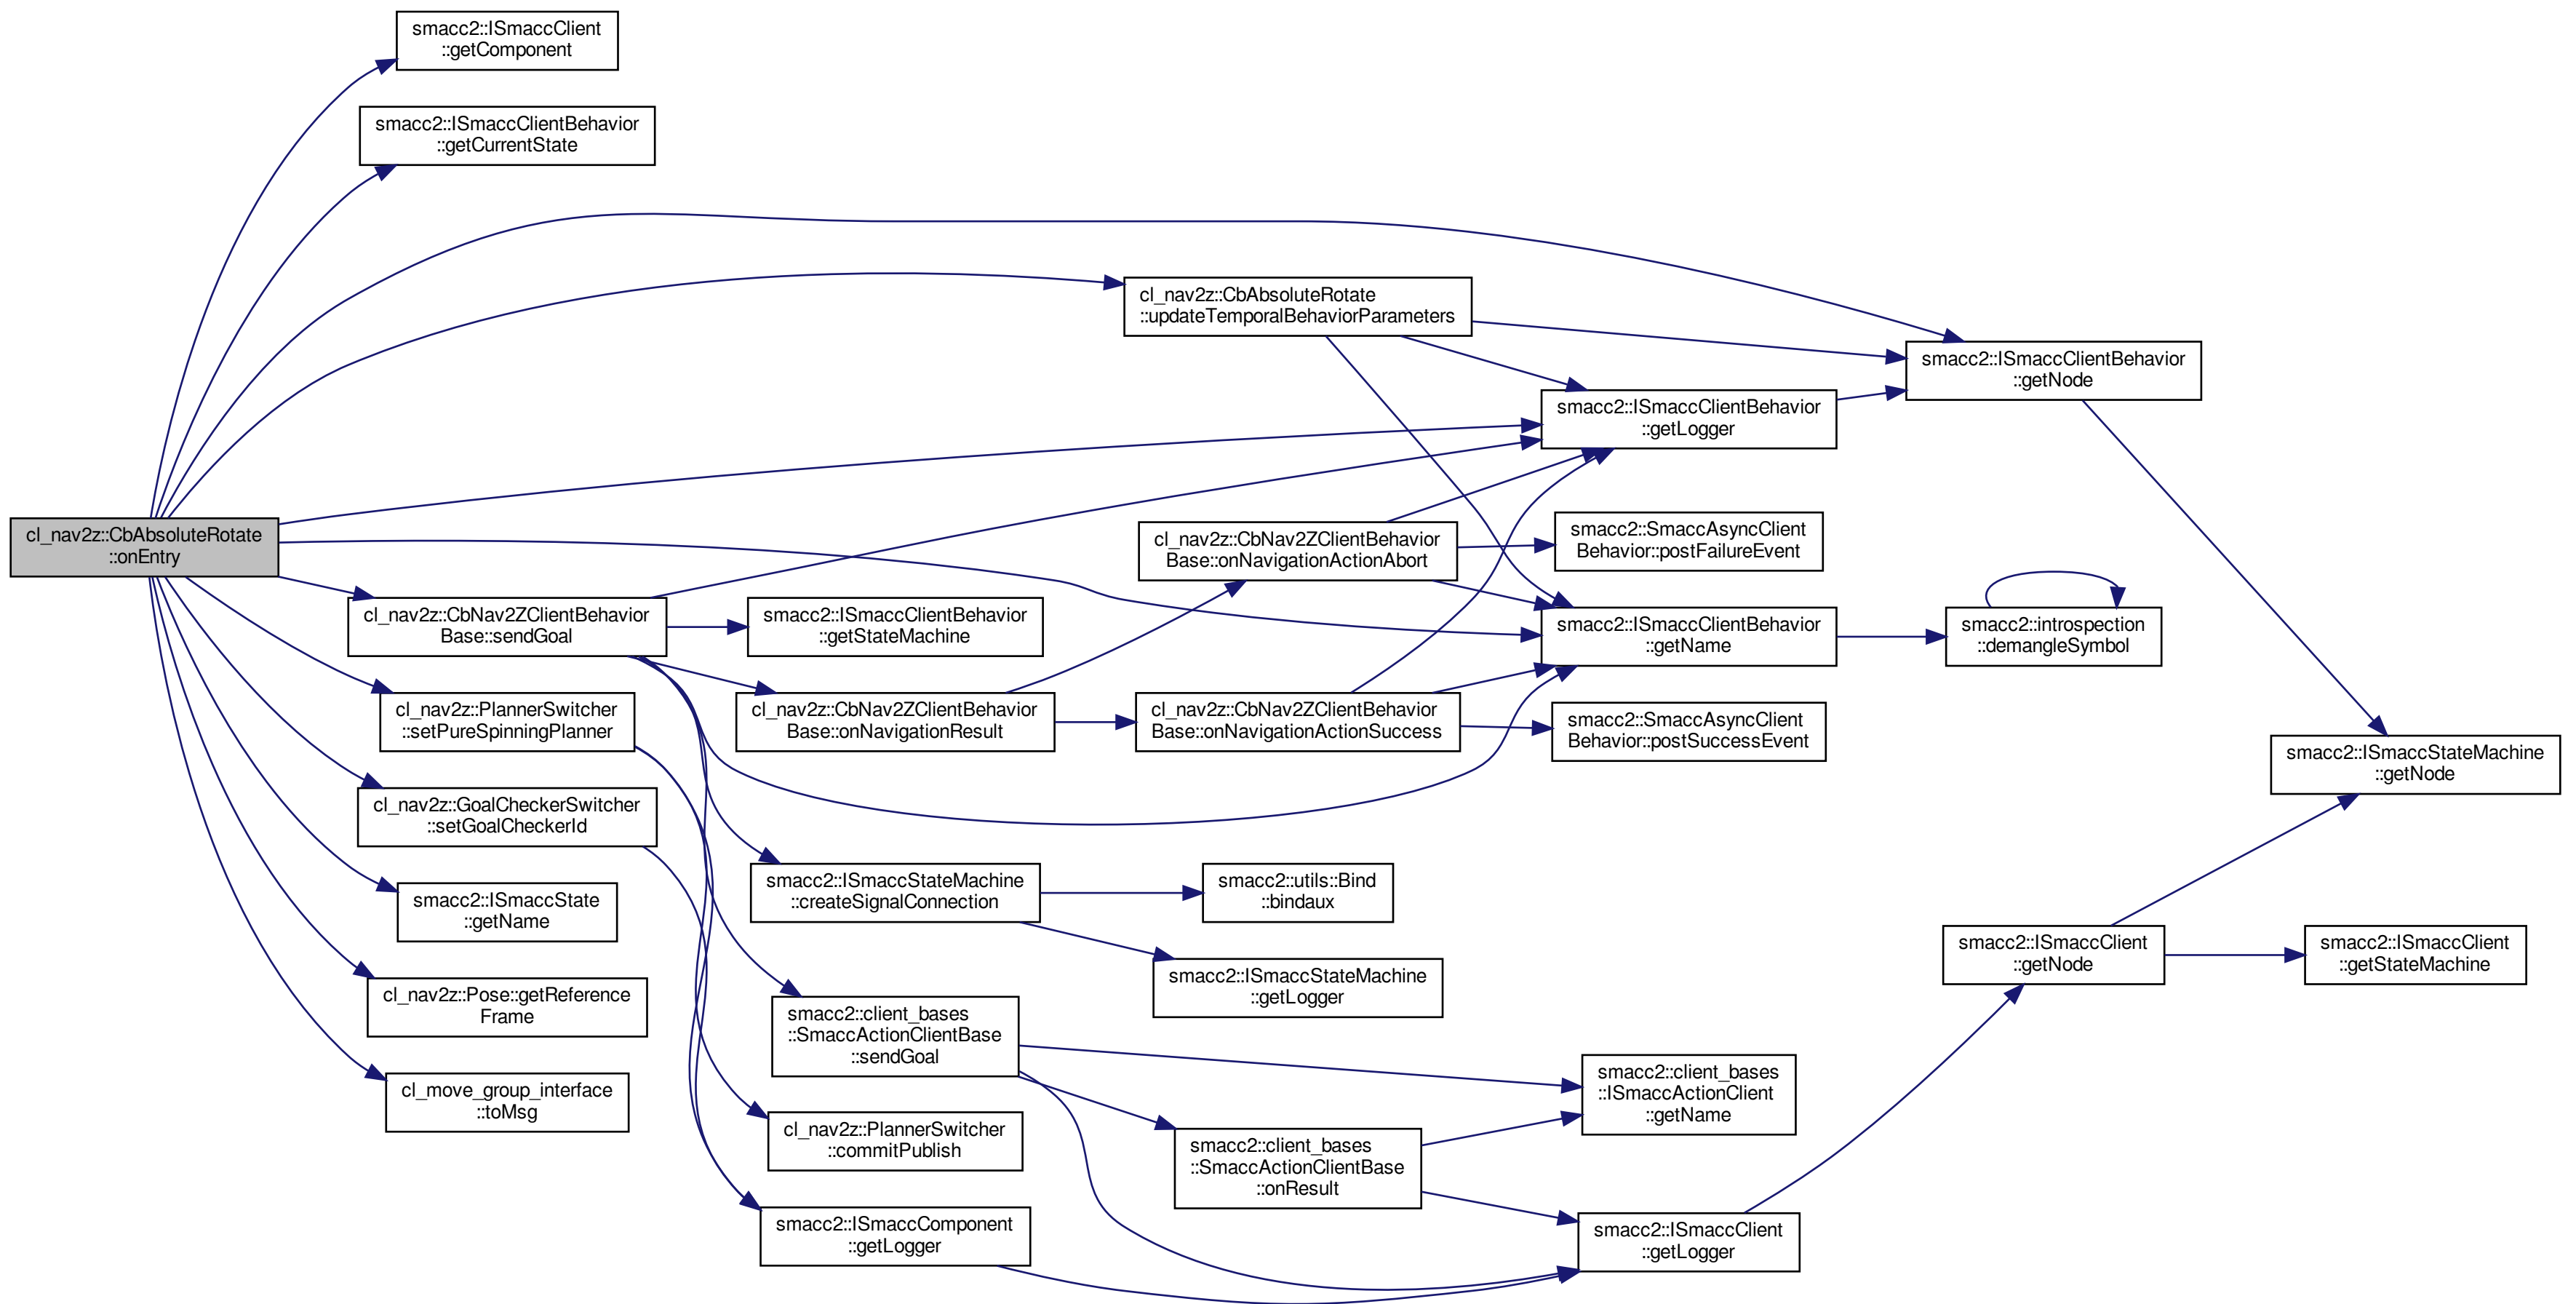 smacc2::ISmaccClient
::getComponent
smacc2::ISmaccClientBehavior
::getCurrentState
cl_nav2z::CbAbsoluteRotate
::updateTemporalBehaviorParameters
smacc2::ISmaccClientBehavior
::getNode
smacc2::ISmaccClientBehavior
::getLogger
cl_nav2z::CbAbsoluteRotate
::onEntry
cl_nav2z::CbNav2ZClientBehavior
Base::onNavigationActionAbort
smacc2::SmaccAsyncClient
Behavior::postFailureEvent
cl_nav2z::CbNav2ZClientBehavior
Base::sendGoal
smacc2::ISmaccClientBehavior
::getStateMachine
smacc2::ISmaccClientBehavior
::getName
smacc2::introspection
::demangleSymbol
cl_nav2z::PlannerSwitcher
::setPureSpinningPlanner
cl_nav2z::CbNav2ZClientBehavior
Base::onNavigationResult
cl_nav2z::CbNav2ZClientBehavior
Base::onNavigationActionSuccess
smacc2::SmaccAsyncClient
Behavior::postSuccessEvent
smacc2::ISmaccStateMachine
::getNode
cl_nav2z::GoalCheckerSwitcher
::setGoalCheckerId
smacc2::ISmaccState
::getName
smacc2::ISmaccStateMachine
::createSignalConnection
smacc2::utils::Bind
::bindaux
smacc2::ISmaccStateMachine
::getLogger
smacc2::ISmaccClient
::getNode
smacc2::ISmaccClient
::getStateMachine
cl_nav2z::Pose::getReference
Frame
smacc2::client_bases
::SmaccActionClientBase
::sendGoal
cl_move_group_interface
::toMsg
smacc2::client_bases
::ISmaccActionClient
::getName
cl_nav2z::PlannerSwitcher
::commitPublish
smacc2::client_bases
::SmaccActionClientBase
::onResult
smacc2::ISmaccComponent
::getLogger
smacc2::ISmaccClient
::getLogger